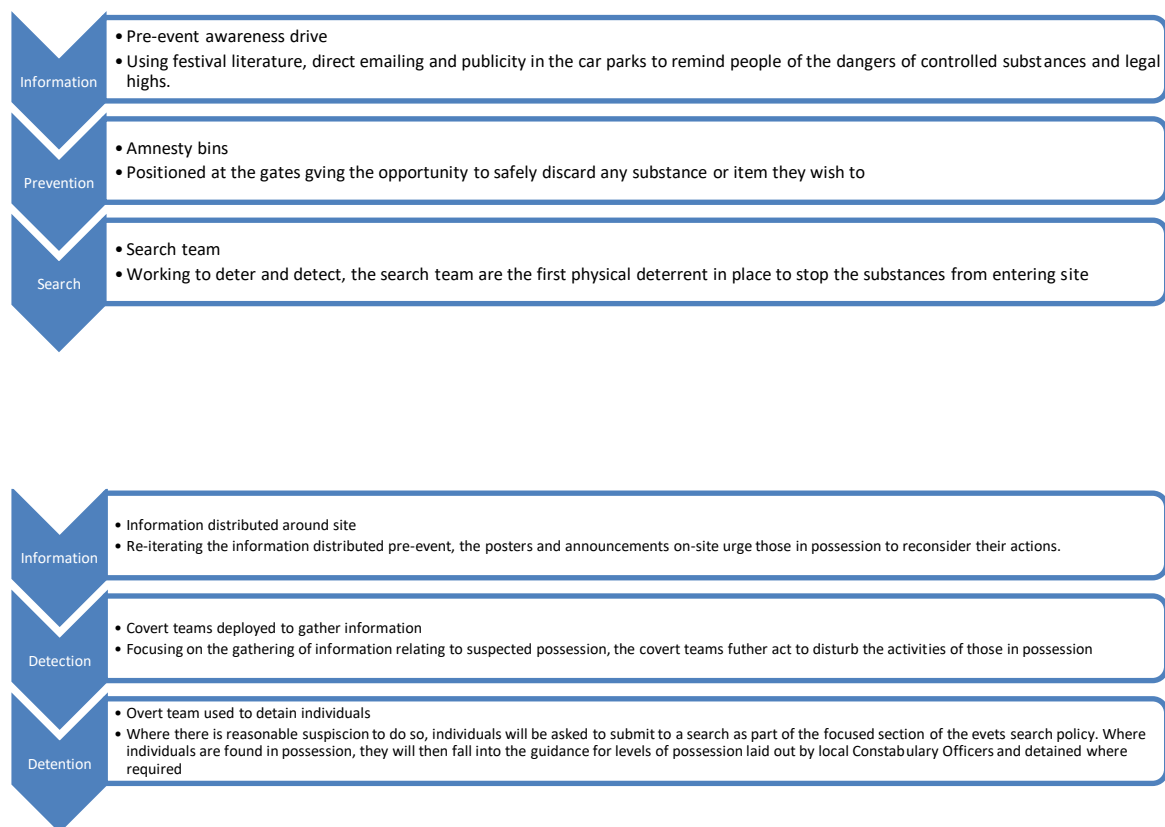 Information
• Pre-event awareness drive
• Using festival literature, direct emailing and publicity in the car parks to remind people of the dangers of controlled substances and legal
highs.
Prevention
• Amnesty bins
• Positioned at the gates gving the opportunity to safely discard any substance or item they wish to
Search
• Search team
• Working to deter and detect, the search team are the first physical deterrent in place to stop the substances from entering site
Information
• Information distributed around site
• Re-iterating the information distributed pre-event, the posters and announcements on-site urge those in possession to reconsider their actions.
Detection
• Covert teams deployed to gather information
• Focusing on the gathering of information relating to suspected possession, the covert teams futher act to disturb the activities of those in possession
Detention
• Overt team used to detain individuals
• Where there is reasonable suspiscion to do so, individuals will be asked to submit to a search as part of the focused section of the evets search policy. Where
individuals are found in possession, they will then fall into the guidance for levels of possession laid out by local Constabulary Officers and detained where
required